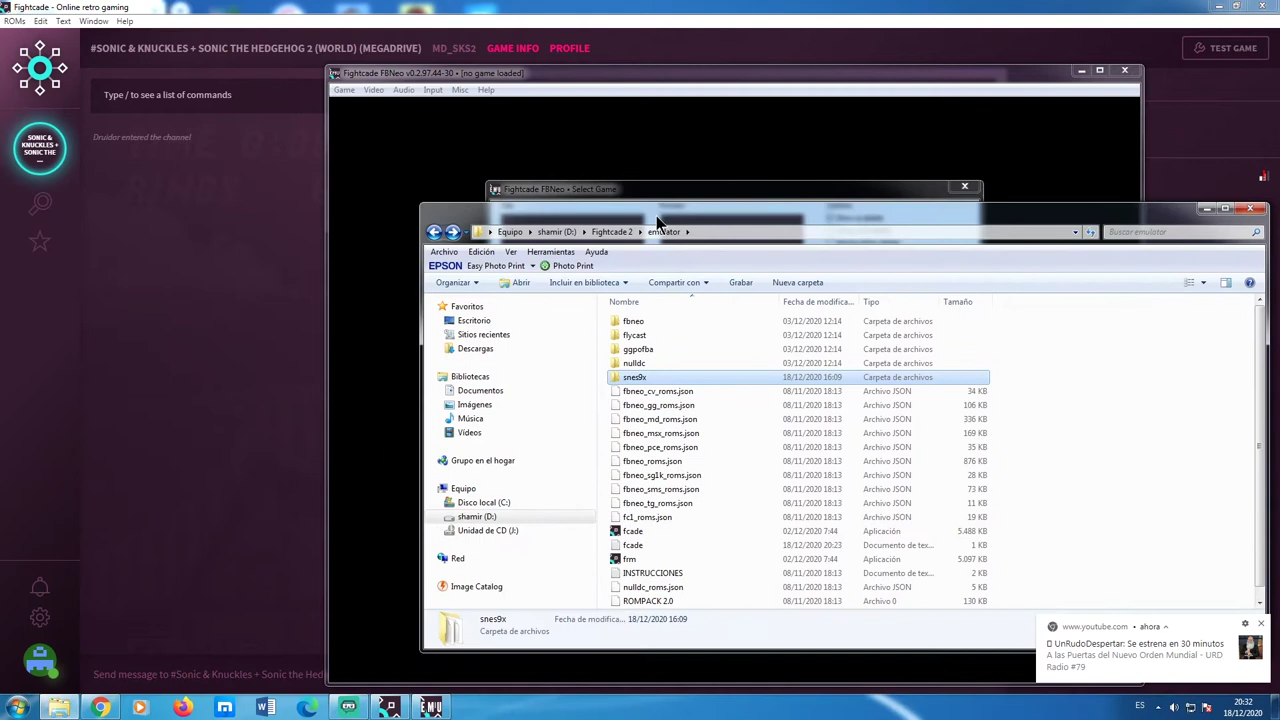 Fightcade - Online retro gaming
ROMs Edit Text Window Help
#SONIC & KNUCKLES + SONIC THE HEDGEHOG 2 (WORLD) (MEGADRIVE) MD_SKS2 GAME INFO PROFILE
TEST GAME
Type / to see a list of commands
Druidar entered the channel
SONIC &
KNUCKLES +
SONIC THE
Send message to #Sonic & Knuckles + Sonic the Hed
Fightcade FBNeo v0.2.97.44-30 • [no game loaded]
Game Video Audio Input Misc Help
Fightcade FBNeo • Select Game
Equipo shamir (D:) Fightcade 2 emulator
Buscar emulator
Archivo Edición Ver Herramientas Ayuda
EPSON Easy Photo Print Photo Print
Organizar Abrir Incluir en biblioteca Compartir con Grabar Nueva carpeta
Favoritos
Escritorio
Sitios recientes
Descargas
Bibliotecas
Documentos
Imágenes
Música
Vídeos
Grupo en el hogar
Equipo
Disco local (C:)
shamir (D:)
Unidad de CD (J:)
Red
Image Catalog
Nombre Fecha de modifica... Tipo Tamaño
fbneo 03/12/2020 12:14 Carpeta de archivos
flycast 03/12/2020 12:14 Carpeta de archivos
ggpofba 03/12/2020 12:14 Carpeta de archivos
nulldc 03/12/2020 12:14 Carpeta de archivos
snes9x 18/12/2020 16:09 Carpeta de archivos
fbneo_cv_roms.json 08/11/2020 18:13 Archivo JSON 34 KB
fbneo_gg_roms.json 08/11/2020 18:13 Archivo JSON 106 KB
fbneo_md_roms.json 08/11/2020 18:13 Archivo JSON 336 KB
fbneo_msx_roms.json 08/11/2020 18:13 Archivo JSON 169 KB
fbneo_pce_roms.json 08/11/2020 18:13 Archivo JSON 35 KB
fbneo_roms.json 08/11/2020 18:13 Archivo JSON 876 KB
fbneo_sg1k_roms.json 08/11/2020 18:13 Archivo JSON 28 KB
fbneo_sms_roms.json 08/11/2020 18:13 Archivo JSON 73 KB
fbneo_tg_roms.json 08/11/2020 18:13 Archivo JSON 11 KB
fc1_roms.json 08/11/2020 18:13 Archivo JSON 19 KB
fcade 02/12/2020 7:44 Aplicación 5.488 KB
fcade 18/12/2020 20:23 Documento de tex... 1 KB
frm 02/12/2020 7:44 Aplicación 5.097 KB
INSTRUCCIONES 08/11/2020 18:13 Documento de tex... 2 KB
nulldc_roms.json 08/11/2020 18:13 Archivo JSON 5 KB
ROMPACK 2.0 08/11/2020 18:13 Archivo 0 130 KB
snes9x Fecha de modifica... 18/12/2020 16:09
Carpeta de archivos
www.youtube.com • ahora
UnRudoDespertar: Se estrena en 30 minutos
A las Puertas del Nuevo Orden Mundial - URD
Radio #79
ES
20:32
18/12/2020